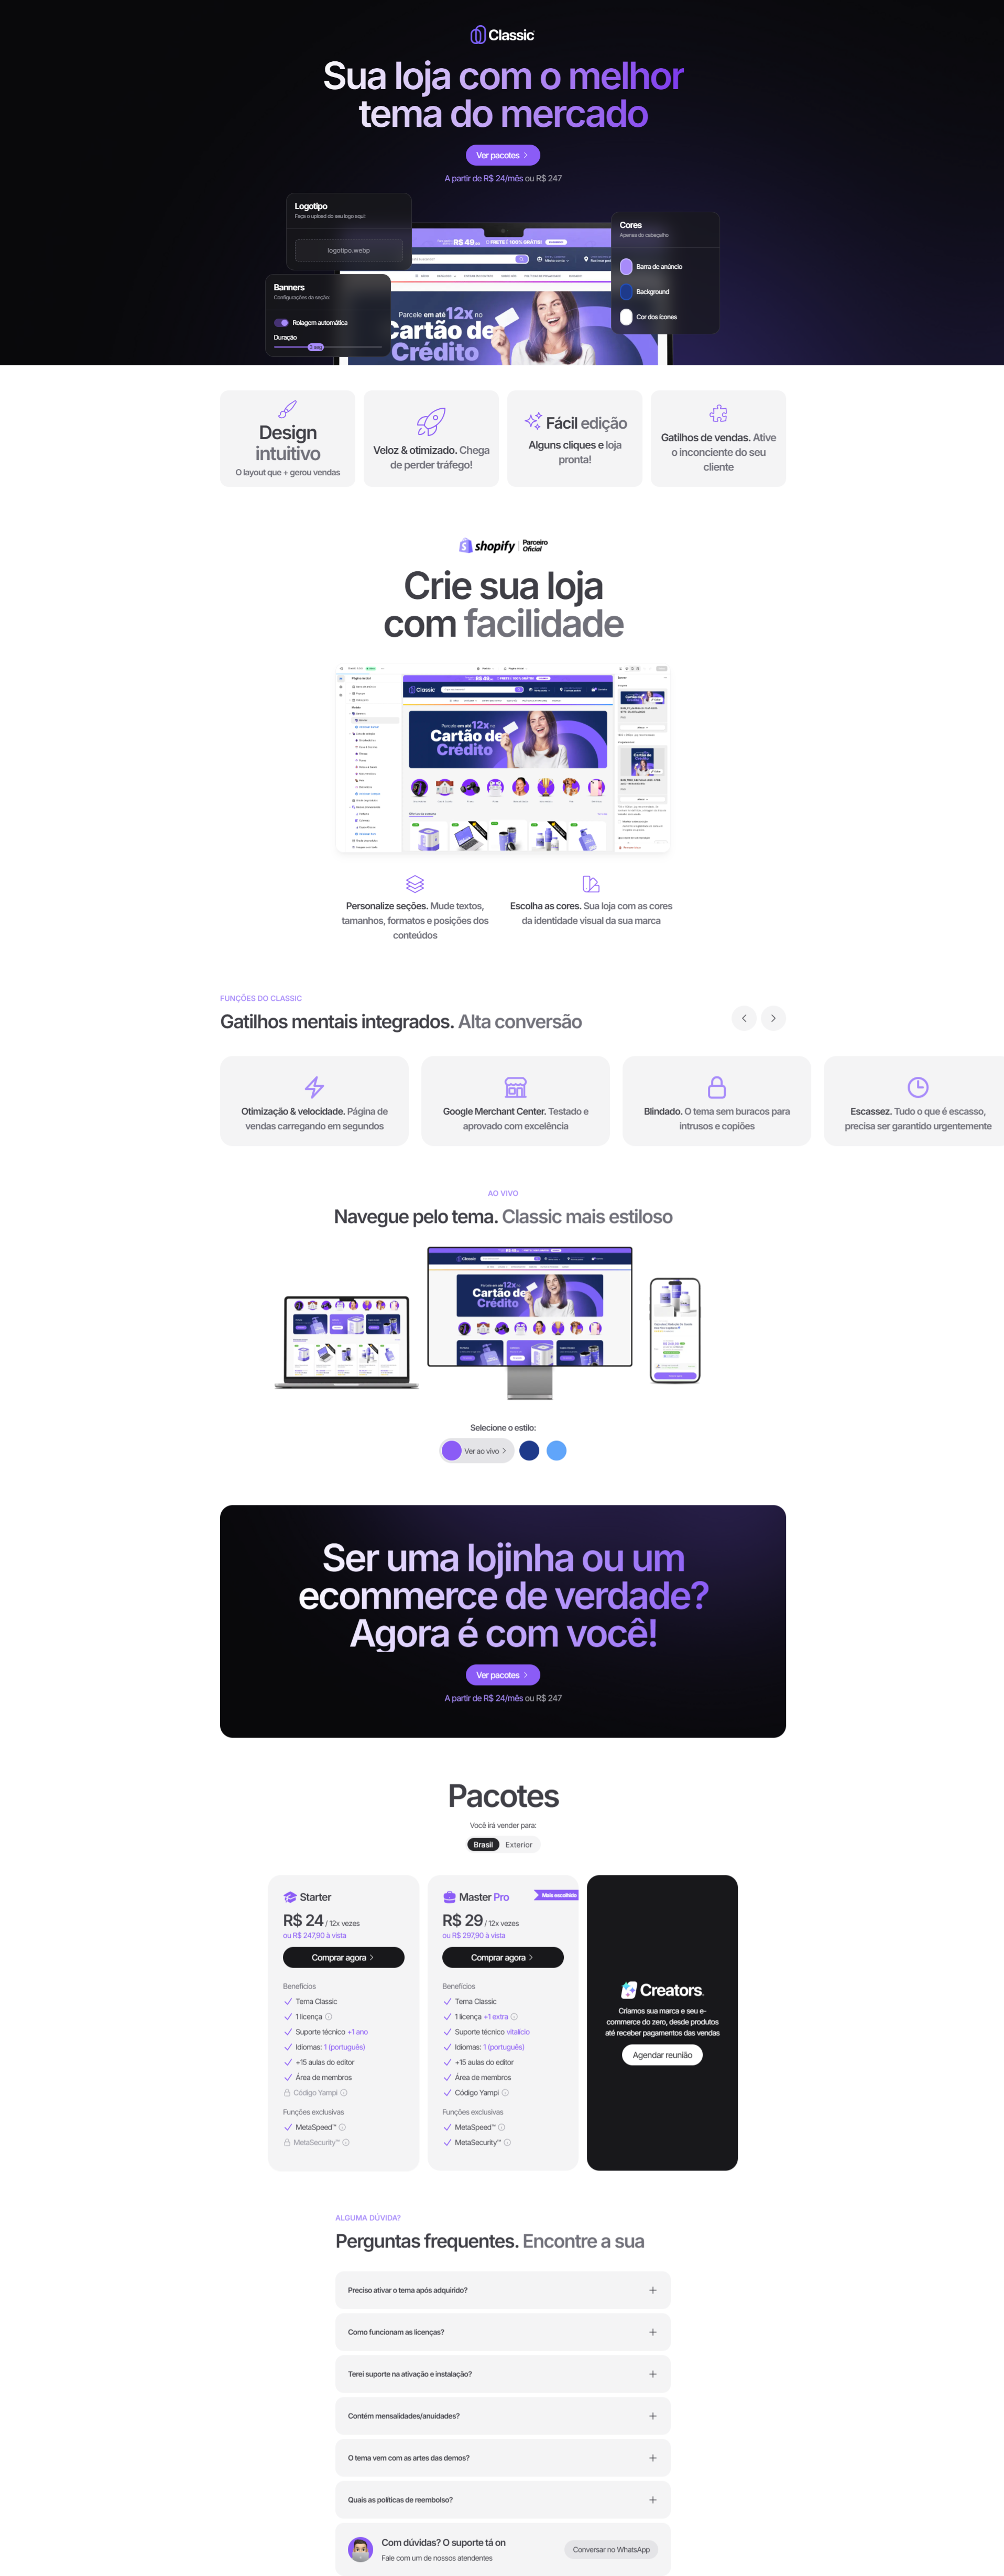 Classic
Sua loja com o melhor
tema do mercado
Ver pacotes
A partir de R$ 24/mês ou R$ 247
Logotipo
Faça o upload do seu logo aqui!
logotipo.webp
Banners
Configurações da seção
Rolagem automática
Duração
Cores
Apenas do cabeçalho
Barra de anúncio
Background
Cor dos ícones
R$ 49
FRETE 100% GRÁTIS!
Parcele em até 12x no
Cartão de
Crédito
Design
intuitivo
O layout que + gerou vendas
Veloz & otimizado. Chega
de perder tráfego!
Fácil edição
Alguns cliques e loja
pronta!
Gatilhos de vendas. Ative
o inconciente do seu
cliente
shopify
Parceiro
Oficial
Crie sua loja
com facilidade
Classic
Parcele em até 12x no
Cartão de
Crédito
Personalize seções. Mude textos,
tamanhos, formatos e posições dos
conteúdos
Escolha as cores. Sua loja com as cores
da identidade visual da sua marca
FUNÇÕES DO CLASSIC
Gatilhos mentais integrados. Alta conversão
Otimização & velocidade. Página de
vendas carregando em segundos
Google Merchant Center. Testado e
aprovado com excelência
Blindado. O tema sem buracos para
intrusos e copiões
Escassez. Tudo o que é escasso,
precisa ser garantido urgentemente
AO VIVO
Navegue pelo tema. Classic mais estiloso
Classic
Cartão de
Crédito
Selecione o estilo:
Ver ao vivo
Ser uma lojinha ou um
ecommerce de verdade?
Agora é com você!
Ver pacotes
A partir de R$ 24/mês ou R$ 247
Pacotes
Você irá vender para:
Brasil
Exterior
Starter
R$ 24 / 12x vezes
ou R$ 247,90 à vista
Comprar agora
Benefícios
Tema Classic
1 licença
Suporte técnico +1 ano
Idiomas: 1 (português)
+15 aulas do editor
Área de membros
Código Yampi
Funções exclusivas
MetaSpeed™
MetaSecurity™
Master Pro
Mais escolhido
R$ 29 / 12x vezes
ou R$ 297,90 à vista
Comprar agora
Benefícios
Tema Classic
1 licença +1 extra
Suporte técnico vitalício
Idiomas: 1 (português)
+15 aulas do editor
Área de membros
Código Yampi
Funções exclusivas
MetaSpeed™
MetaSecurity™
Creators.
Criamos sua marca e seu e-
commerce do zero, desde produtos
até receber pagamentos das vendas
Agendar reunião
ALGUMA DÚVIDA?
Perguntas frequentes. Encontre a sua
Preciso ativar o tema após adquirido?
Como funcionam as licenças?
Terei suporte na ativação e instalação?
Contém mensalidades/anuidades?
O tema vem com as artes das demos?
Quais as políticas de reembolso?
Com dúvidas? O suporte tá on
Fale com um de nossos atendentes
Conversar no WhatsApp